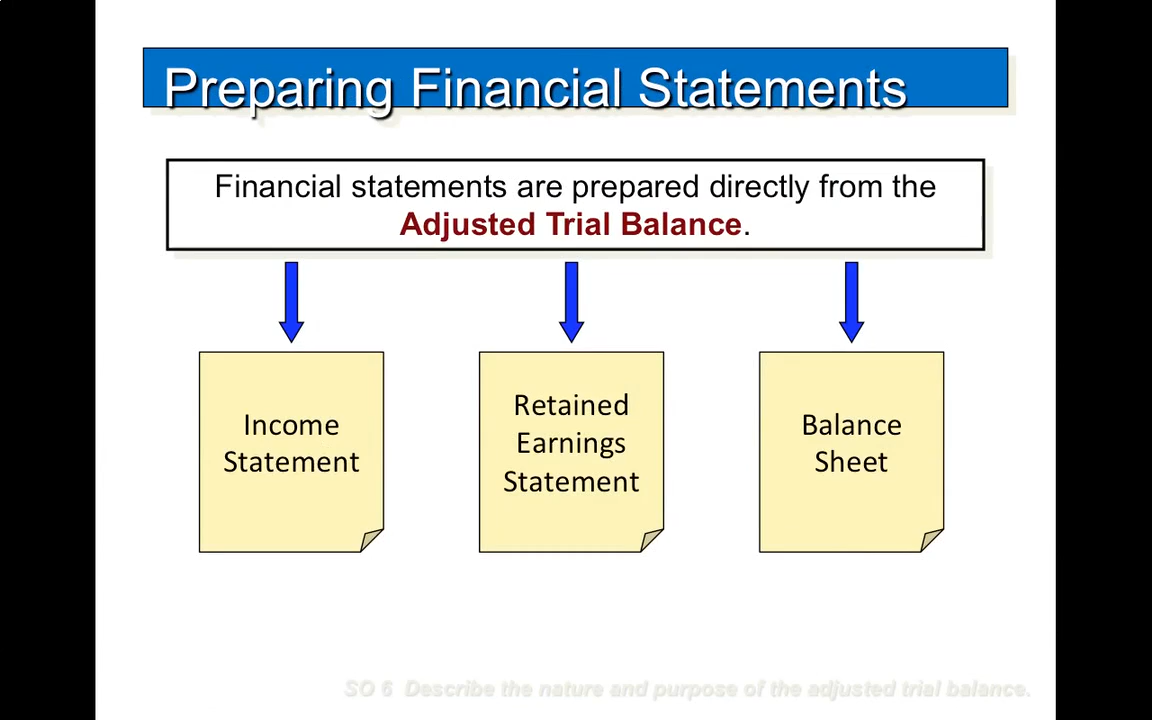 Preparing Financial Statements
Financial statements are prepared directly from the
Adjusted Trial Balance.
Income
Statement
Retained
Earnings
Statement
Balance
Sheet
SO 6 Describe the nature and purpose of the adjusted trial balance.